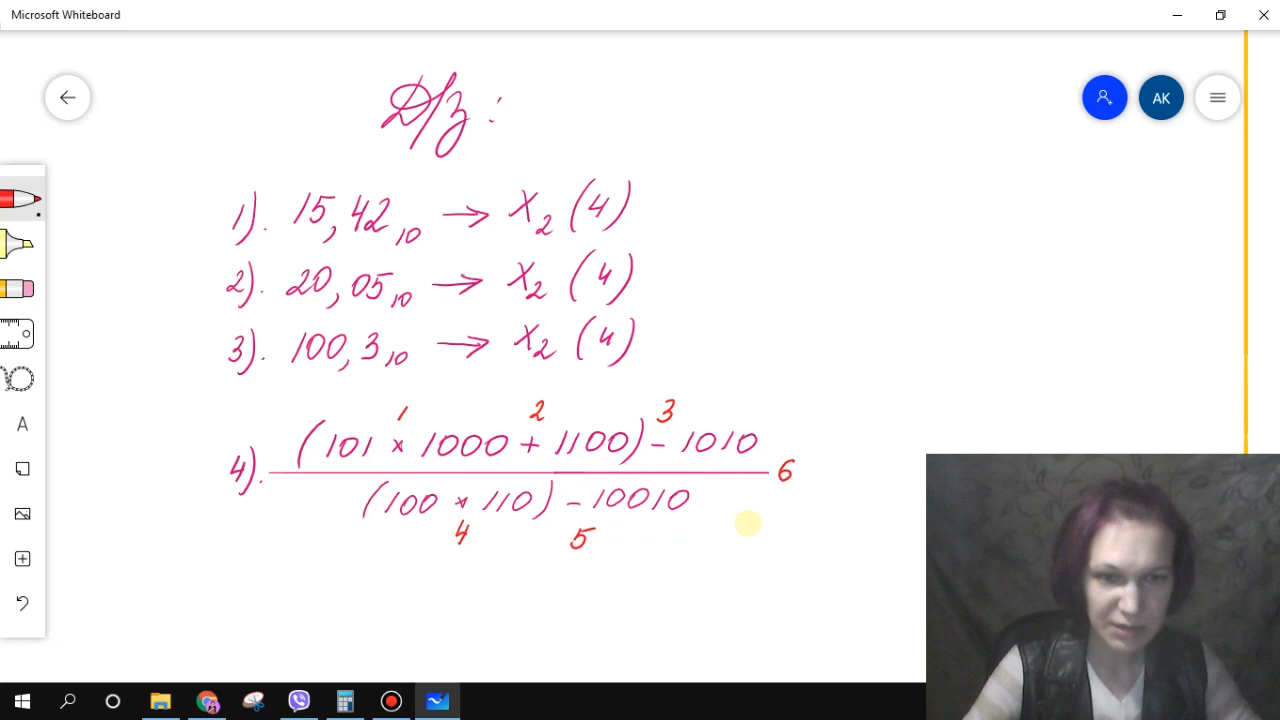 Microsoft Whiteboard
AK
Д/з:
1). 15,42₁₀ → X₂ (4)
2). 20,05₁₀ → X₂ (4)
3). 100,3₁₀ → X₂ (4)
1 2 3
4). (101 × 1000 + 1100) - 1010
6
(100 × 110) - 10010
4 5
A